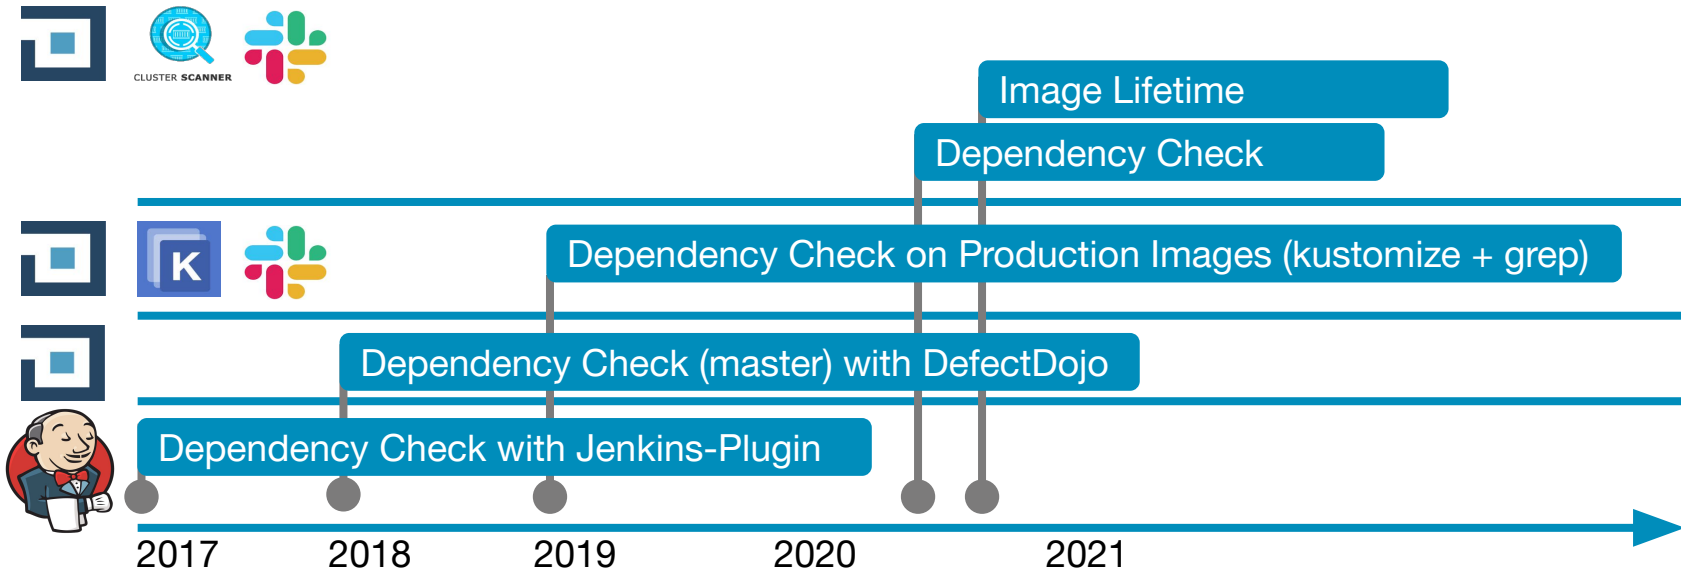 CLUSTER SCANNER
Image Lifetime
Dependency Check
K
Dependency Check on Production Images (kustomize + grep)
Dependency Check (master) with DefectDojo
Dependency Check with Jenkins-Plugin
2017 2018 2019 2020 2021